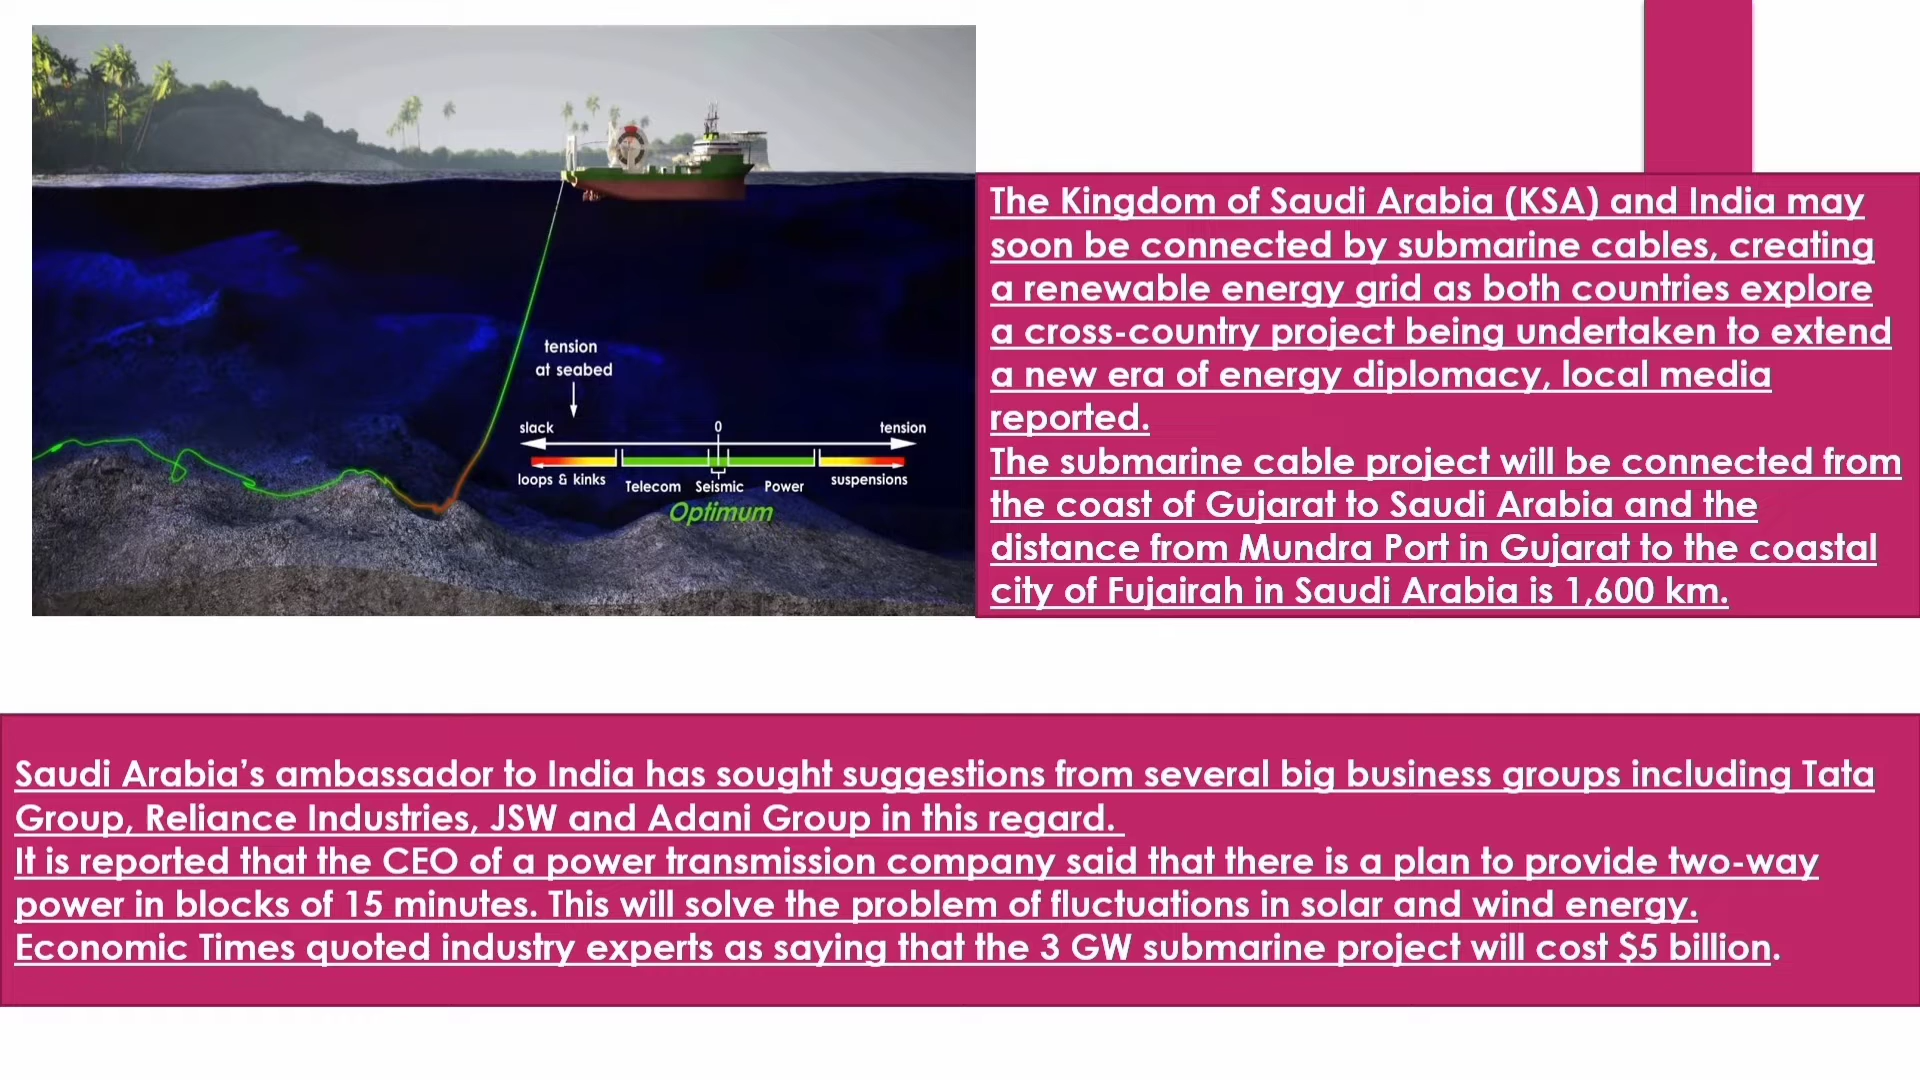 tension
at seabed
slack
0
tension
loops & kinks
Telecom
Seismic
Power
suspensions
Optimum
The Kingdom of Saudi Arabia (KSA) and India may
soon be connected by submarine cables, creating
a renewable energy grid as both countries explore
a cross-country project being undertaken to extend
a new era of energy diplomacy, local media
reported.
The submarine cable project will be connected from
the coast of Gujarat to Saudi Arabia and the
distance from Mundra Port in Gujarat to the coastal
city of Fujairah in Saudi Arabia is 1,600 km.
Saudi Arabia’s ambassador to India has sought suggestions from several big business groups including Tata
Group, Reliance Industries, JSW and Adani Group in this regard.
It is reported that the CEO of a power transmission company said that there is a plan to provide two-way
power in blocks of 15 minutes. This will solve the problem of fluctuations in solar and wind energy.
Economic Times quoted industry experts as saying that the 3 GW submarine project will cost $5 billion.